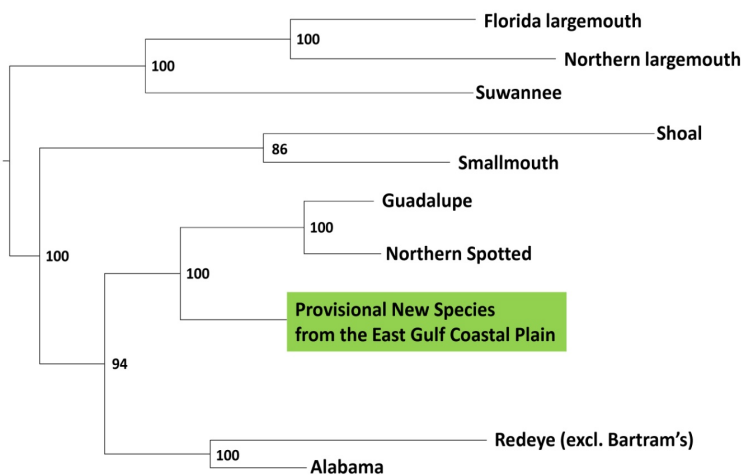 Florida largemouth
100
Northern largemouth
100
Suwannee
Shoal
86
Smallmouth
Guadalupe
100
Northern Spotted
100
100
Provisional New Species
from the East Gulf Coastal Plain
94
Redeye (excl. Bartram's)
100
Alabama